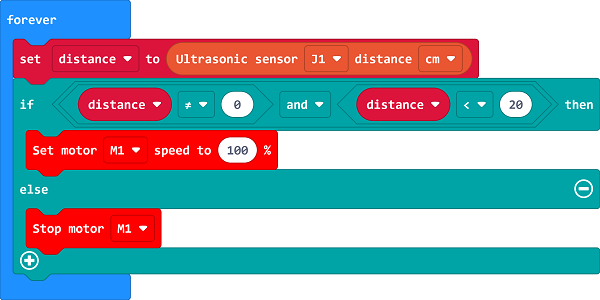 forever
set distance to Ultrasonic sensor J1 distance cm
if distance ≠ 0 and distance < 20 then
Set motor M1 speed to 100 %
else
Stop motor M1